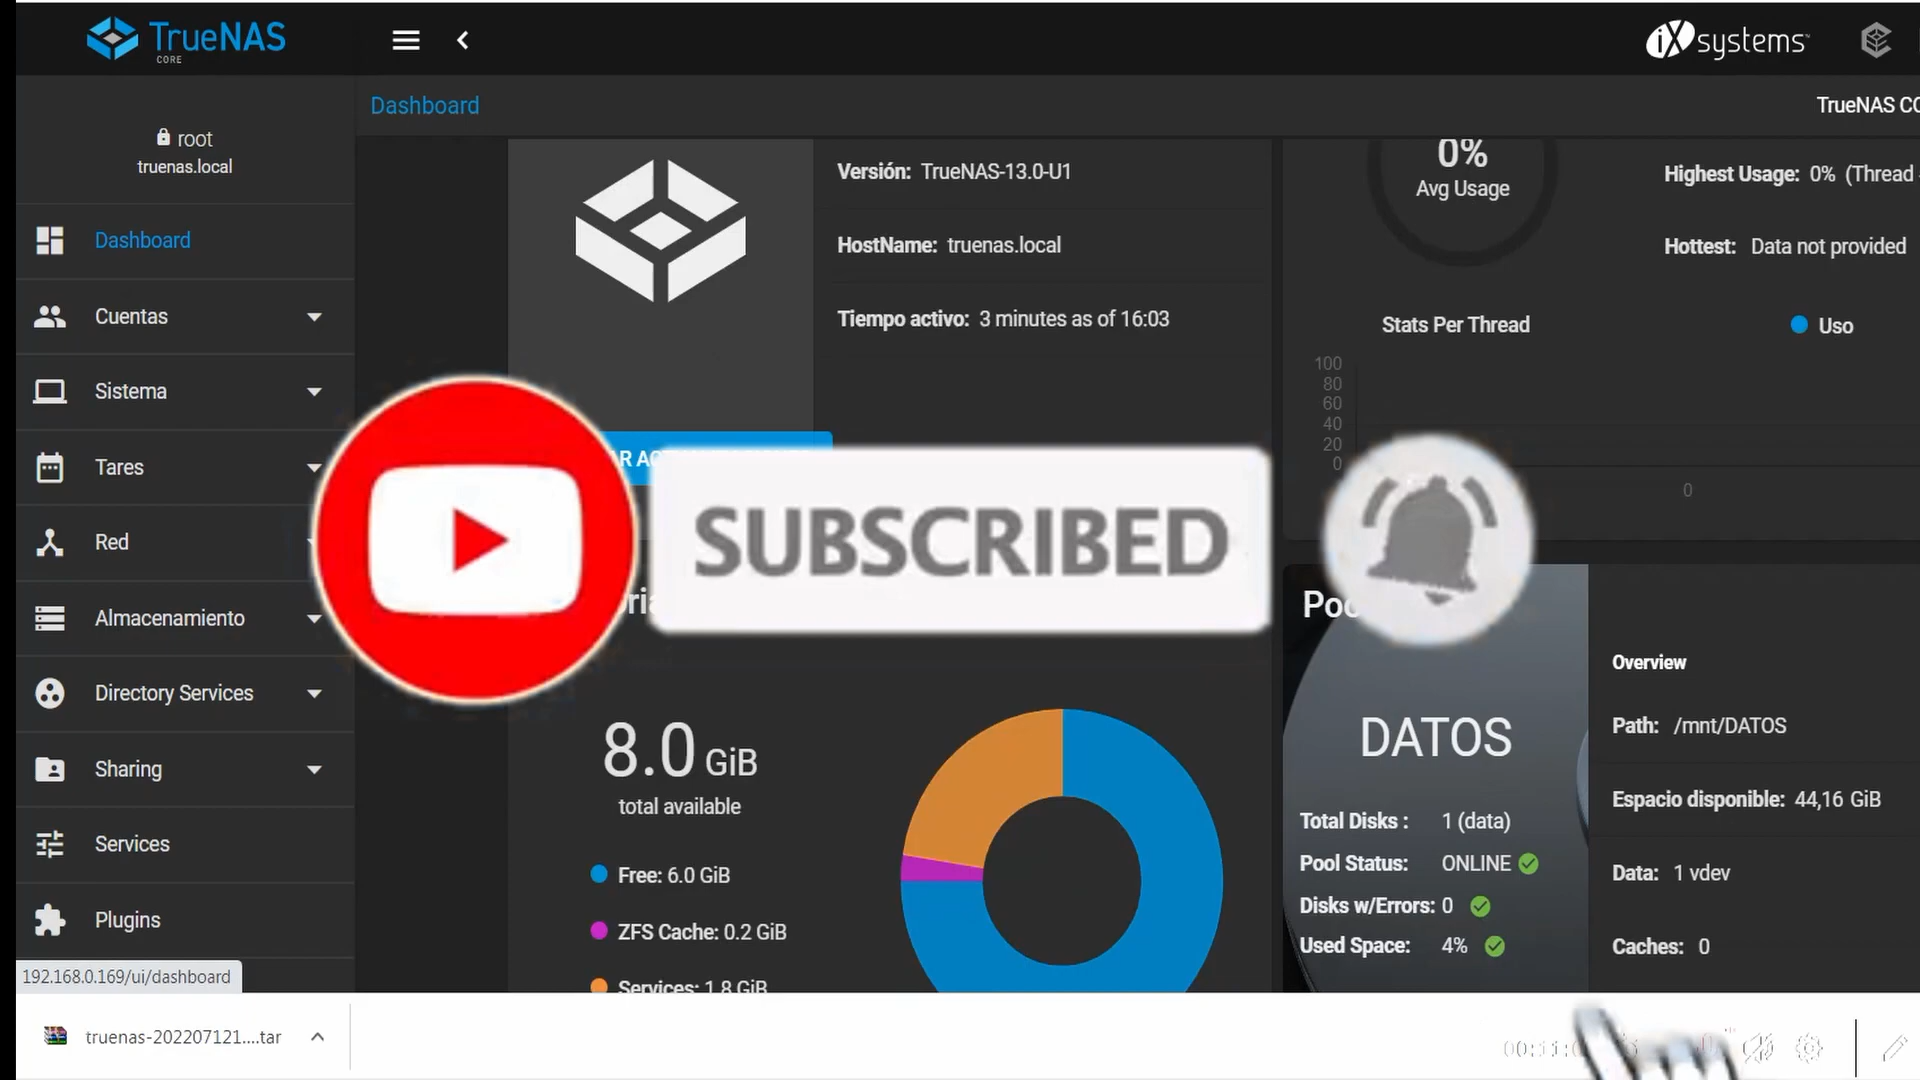 TrueNAS
CORE
iX systems
Dashboard
TrueNAS CO
root
truenas.local
Dashboard
Cuentas
Sistema
Tares
Red
Almacenamiento
Directory Services
Sharing
Services
Plugins
192.168.0.169/ui/dashboard
Versión: TrueNAS-13.0-U1
HostName: truenas.local
Tiempo activo: 3 minutes as of 16:03
0%
Avg Usage
Highest Usage: 0% (Thread
Hottest: Data not provided
Stats Per Thread
Uso
100
80
60
40
20
0
0
SUBSCRIBED
8.0 GiB
total available
Free: 6.0 GiB
ZFS Cache: 0.2 GiB
Services: 1.8 GiB
Poo
DATOS
Total Disks : 1 (data)
Pool Status: ONLINE
Disks w/Errors: 0
Used Space: 4%
Overview
Path: /mnt/DATOS
Espacio disponible: 44,16 GiB
Data: 1 vdev
Caches: 0
truenas-202207121....tar